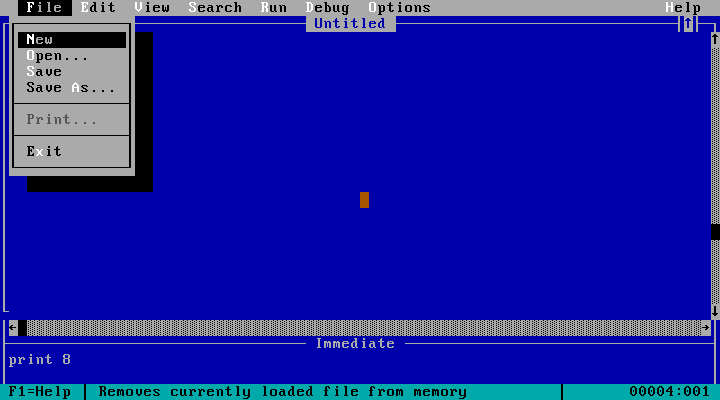 File Edit View Search Run Debug Options Help
Untitled
New
Open...
Save
Save As...
Print...
Exit
Immediate
print 8
F1=Help Removes currently loaded file from memory 00004:001